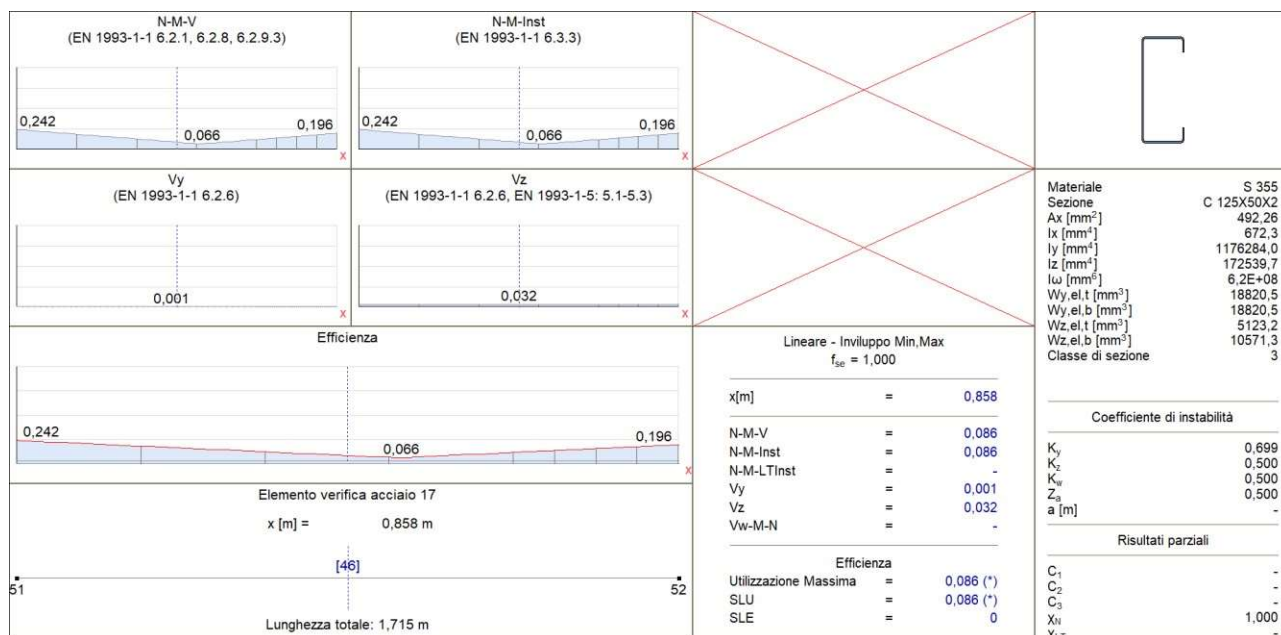 N-M-V
(EN 1993-1-1 6.2.1, 6.2.8, 6.2.9.3)
0,242
0,066
0,196
x
N-M-Inst
(EN 1993-1-1 6.3.3)
0,242
0,066
0,196
x
Vy
(EN 1993-1-1 6.2.6)
0,001
x
Vz
(EN 1993-1-1 6.2.6, EN 1993-1-5: 5.1-5.3)
0,032
x
Efficienza
0,242
0,066
0,196
x
Elemento verifica acciaio 17
x [m] = 0,858 m
[46]
51
52
Lunghezza totale: 1,715 m
Lineare - Inviluppo Min,Max
fse = 1,000
x[m] = 0,858
N-M-V = 0,086
N-M-Inst = 0,086
N-M-LTInst = -
Vy = 0,001
Vz = 0,032
Vw-M-N = -
Efficienza
Utilizzazione Massima = 0,086 (*)
SLU = 0,086 (*)
SLE = 0
Materiale S 355
Sezione C 125X50X2
Ax [mm²] 492,26
Ix [mm⁴] 672,3
Iy [mm⁴] 1176284,0
Iz [mm⁴] 172539,7
Iω [mm⁶] 6,2E+08
Wy,el,t [mm³] 18820,5
Wy,el,b [mm³] 18820,5
Wz,el,t [mm³] 5123,2
Wz,el,b [mm³] 10571,3
Classe di sezione 3
Coefficiente di instabilità
Ky 0,699
Kz 0,500
Kw 0,500
Za 0,500
a [m] -
Risultati parziali
C1 -
C2 -
C3 -
XN 1,000